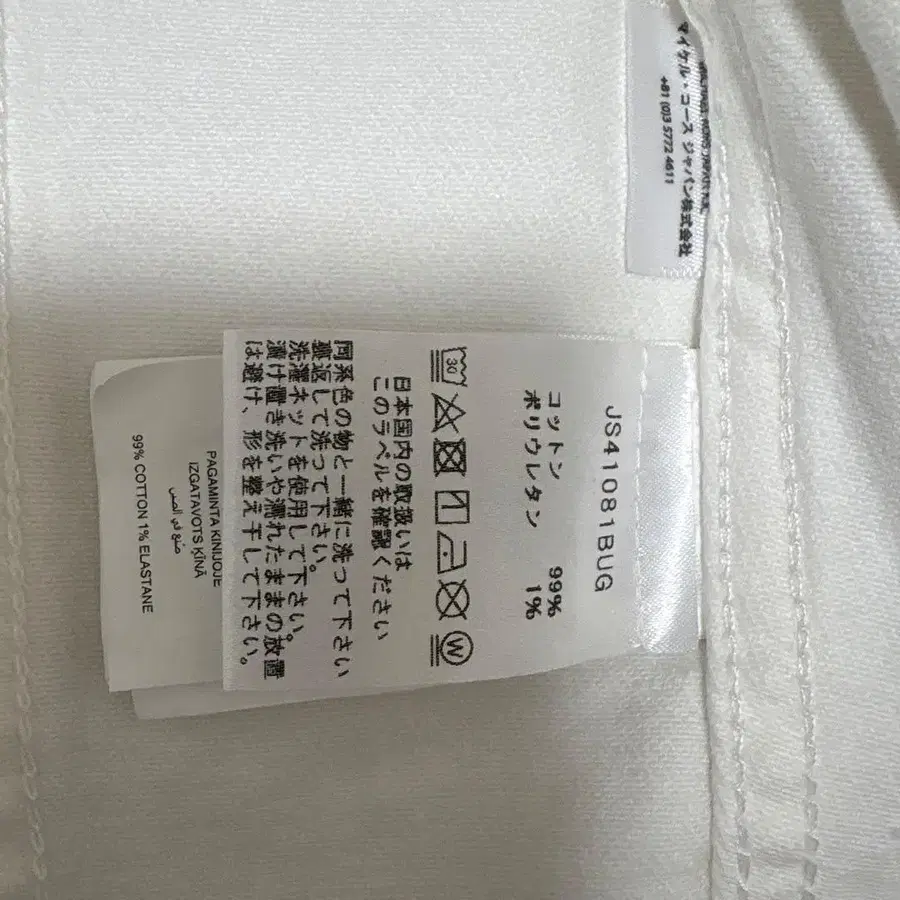 マイケル・コース ジャパン株式会社
+81 (0)3 5772 4611
JS41081BUG
コットン 99%
ポリウレタン 1%
30
W
日本国内の取扱いは
このラベルを確認ください
同系色の物と一緒に洗って下さい
裏返して洗って下さい。
洗濯ネットを使用して下さい。
漬け置き洗いや濡れたままの放置
は避け、形を整え干して下さい。
PAGAMINTA KINIJOJE
IZGATAVOTS ĶĪNĀ
صنع في الصين
99% COTTON 1% ELASTANE